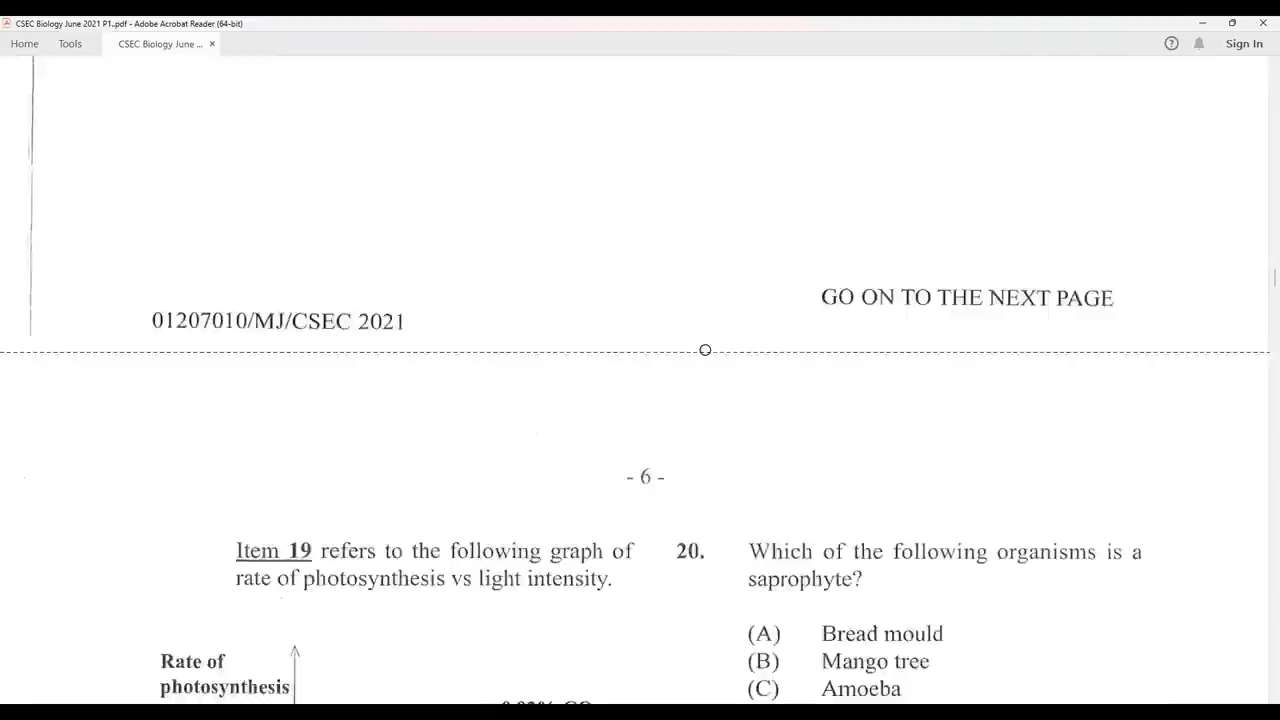 CSEC Biology June 2021 P1..pdf - Adobe Acrobat Reader (64-bit)
Home Tools CSEC Biology June ... × Sign In
GO ON TO THE NEXT PAGE
01207010/MJ/CSEC 2021
- 6 -
Item 19 refers to the following graph of
rate of photosynthesis vs light intensity.
Rate of
photosynthesis
20. Which of the following organisms is a
saprophyte?
(A) Bread mould
(B) Mango tree
(C) Amoeba